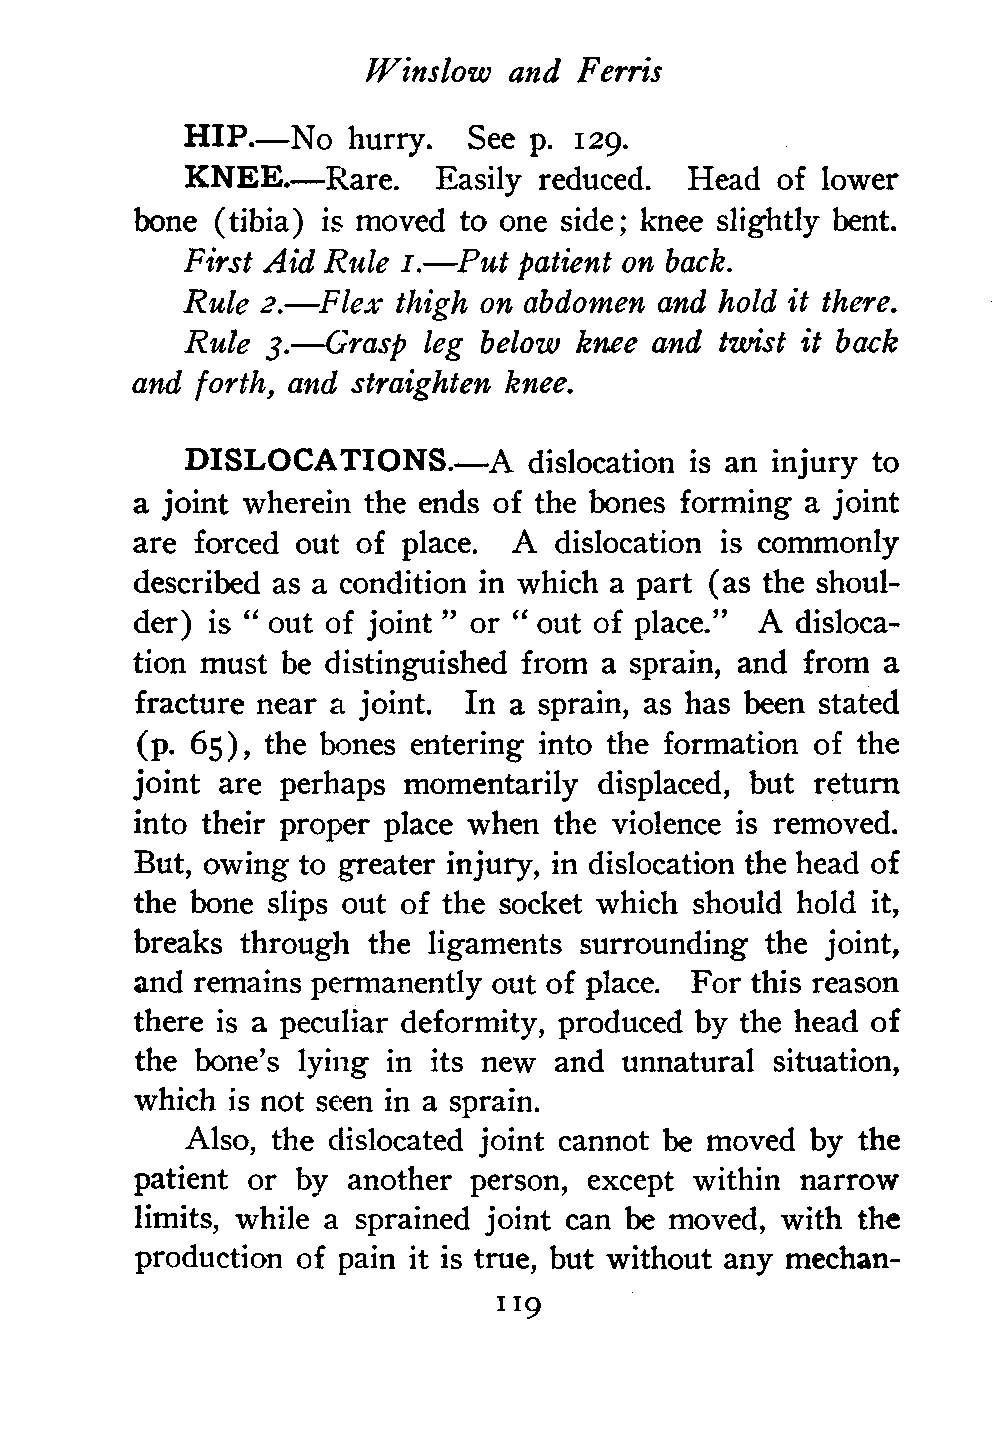 Winslow and Ferris
HIP.—No hurry. See p. 129.
KNEE.—Rare. Easily reduced. Head of lower
bone (tibia) is moved to one side; knee slightly bent.
First Aid Rule 1.—Put patient on back.
Rule 2.—Flex thigh on abdomen and hold it there.
Rule 3.—Grasp leg below knee and twist it back
and forth, and straighten knee.
DISLOCATIONS.—A dislocation is an injury to
a joint wherein the ends of the bones forming a joint
are forced out of place. A dislocation is commonly
described as a condition in which a part (as the shoul-
der) is “ out of joint ” or “ out of place.” A disloca-
tion must be distinguished from a sprain, and from a
fracture near a joint. In a sprain, as has been stated
(p. 65), the bones entering into the formation of the
joint are perhaps momentarily displaced, but return
into their proper place when the violence is removed.
But, owing to greater injury, in dislocation the head of
the bone slips out of the socket which should hold it,
breaks through the ligaments surrounding the joint,
and remains permanently out of place. For this reason
there is a peculiar deformity, produced by the head of
the bone’s lying in its new and unnatural situation,
which is not seen in a sprain.
Also, the dislocated joint cannot be moved by the
patient or by another person, except within narrow
limits, while a sprained joint can be moved, with the
production of pain it is true, but without any mechan-
119